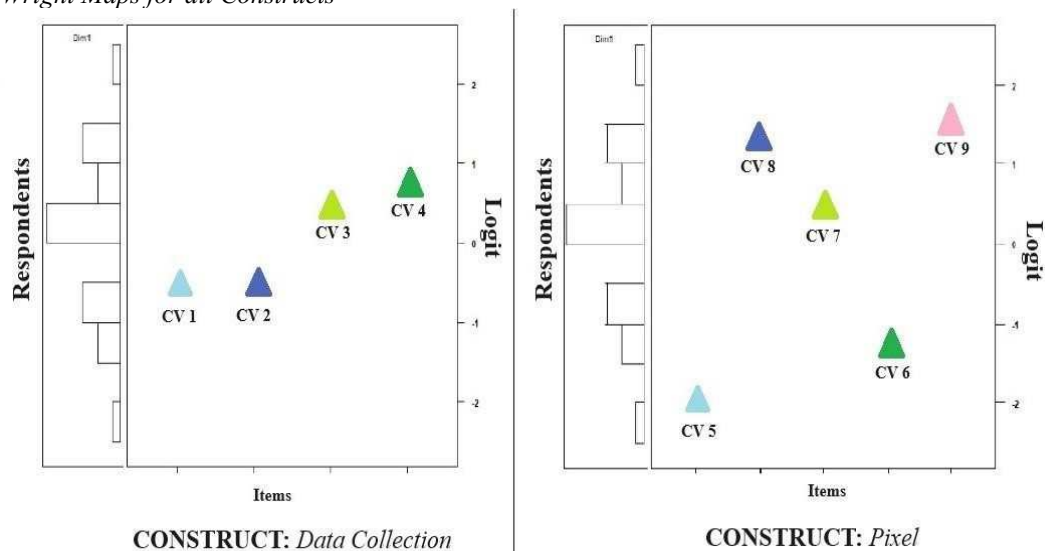 Wright Maps for all Constructs
Dim1
Respondents
2
1
0
-1
-2
Logit
CV 1
CV 2
CV 3
CV 4
Items
CONSTRUCT: Data Collection
Dim1
Respondents
2
1
0
-1
-2
Logit
CV 8
CV 9
CV 7
CV 6
CV 5
Items
CONSTRUCT: Pixel